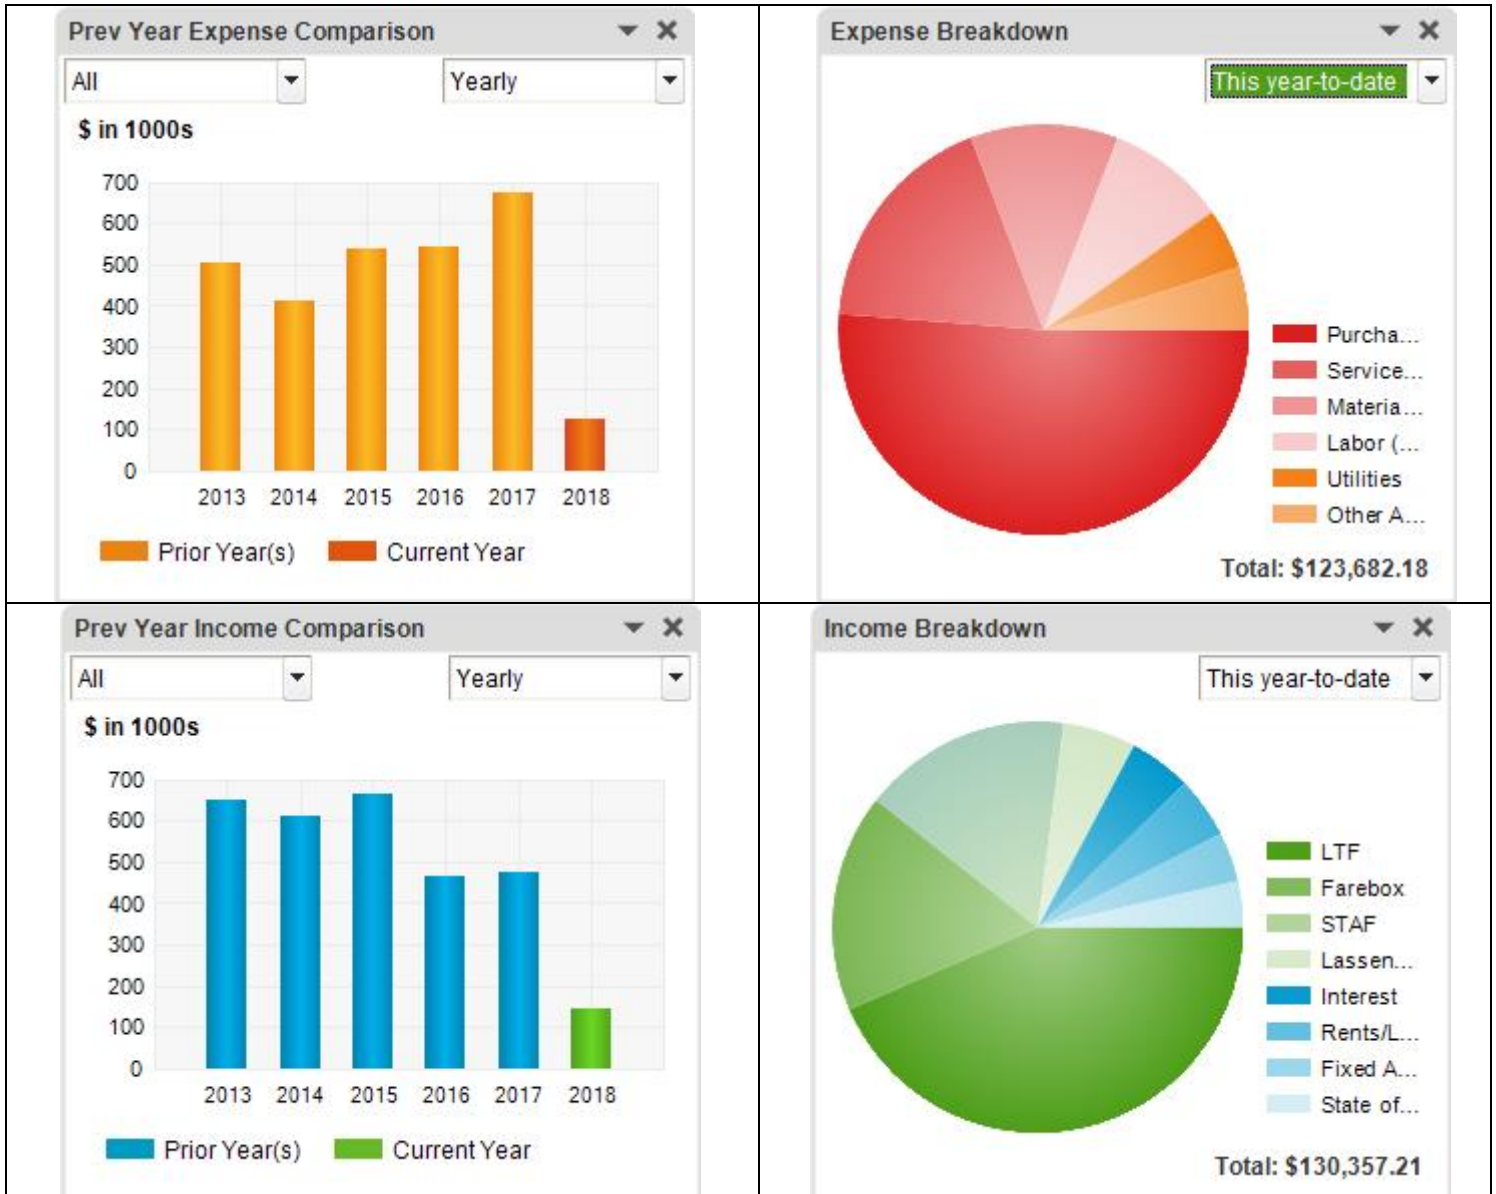 Prev Year Expense Comparison
All
Yearly
$ in 1000s
700
600
500
400
300
200
100
0
2013 2014 2015 2016 2017 2018
Prior Year(s) Current Year
Expense Breakdown
This year-to-date
Purcha...
Service...
Materia...
Labor (...
Utilities
Other A...
Total: $123,682.18
Prev Year Income Comparison
All
Yearly
$ in 1000s
700
600
500
400
300
200
100
0
2013 2014 2015 2016 2017 2018
Prior Year(s) Current Year
Income Breakdown
This year-to-date
LTF
Farebox
STAF
Lassen...
Interest
Rents/L...
Fixed A...
State of...
Total: $130,357.21